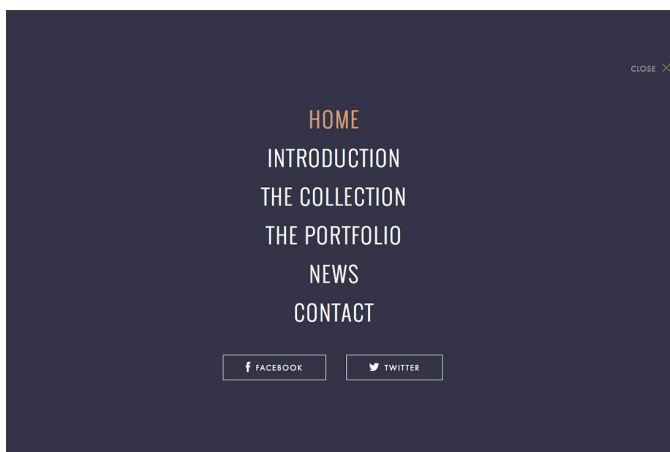 CLOSE
HOME
INTRODUCTION
THE COLLECTION
THE PORTFOLIO
NEWS
CONTACT
FACEBOOK
TWITTER